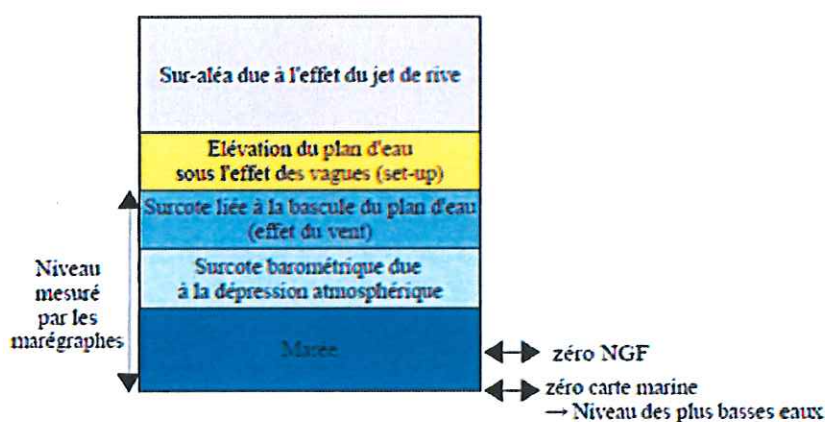 Sur-aléa due à l'effet du jet de rive
Elévation du plan d'eau
sous l'effet des vagues (set-up)
Surcote liée à la bascule du plan d'eau
(effet du vent)
Surcote barométrique due
à la dépression atmosphérique
Marée
Niveau
mesuré
par les
marégraphes
zéro NGF
zéro carte marine
→ Niveau des plus basses eaux